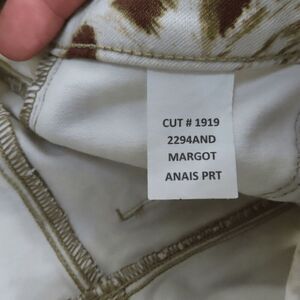 CUT # 1919
2294AND
MARGOT
ANAIS PRT